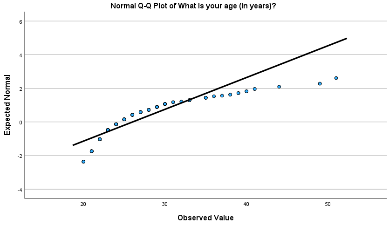 Normal Q-Q Plot of What is your age (in years)?
6
4
2
0
-2
-4
Expected Normal
20 30 40 50
Observed Value